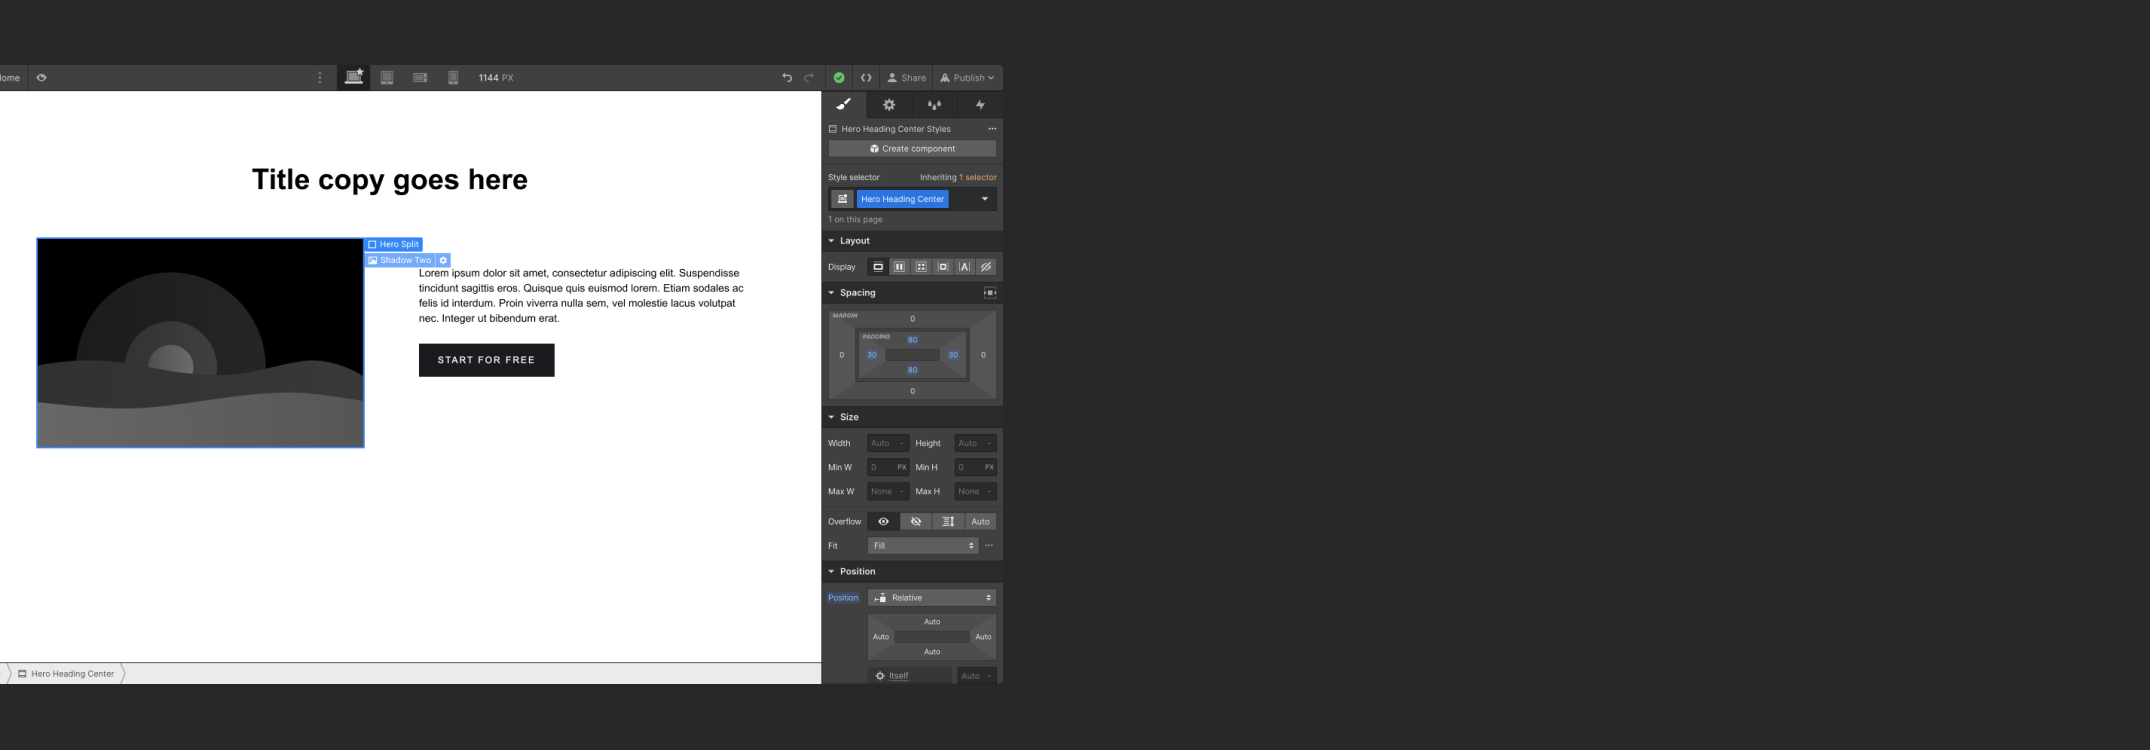 1144 PX
Share
Publish
Hero Heading Center Styles
Create component
Style selector
Inheriting 1 selector
Hero Heading Center
1 on this page
Title copy goes here
Hero Split
Shadow Two
Lorem ipsum dolor sit amet, consectetur adipiscing elit. Suspendisse
tincidunt sagittis eros. Quisque quis euismod lorem. Etiam sodales ac
felis id interdum. Proin viverra nulla sem, vel molestie lacus volutpat
nec. Integer ut bibendum erat.
START FOR FREE
Layout
Display
Spacing
MARGIN
0
PADDING
80
0 30 30 0
80
0
Size
Width Auto - Height Auto -
Min W 0 PX Min H 0 PX
Max W None - Max H None -
Overflow Auto
Fit Fill
Position
Position Relative
Auto
Auto Auto
Auto
Itself Auto -
Hero Heading Center